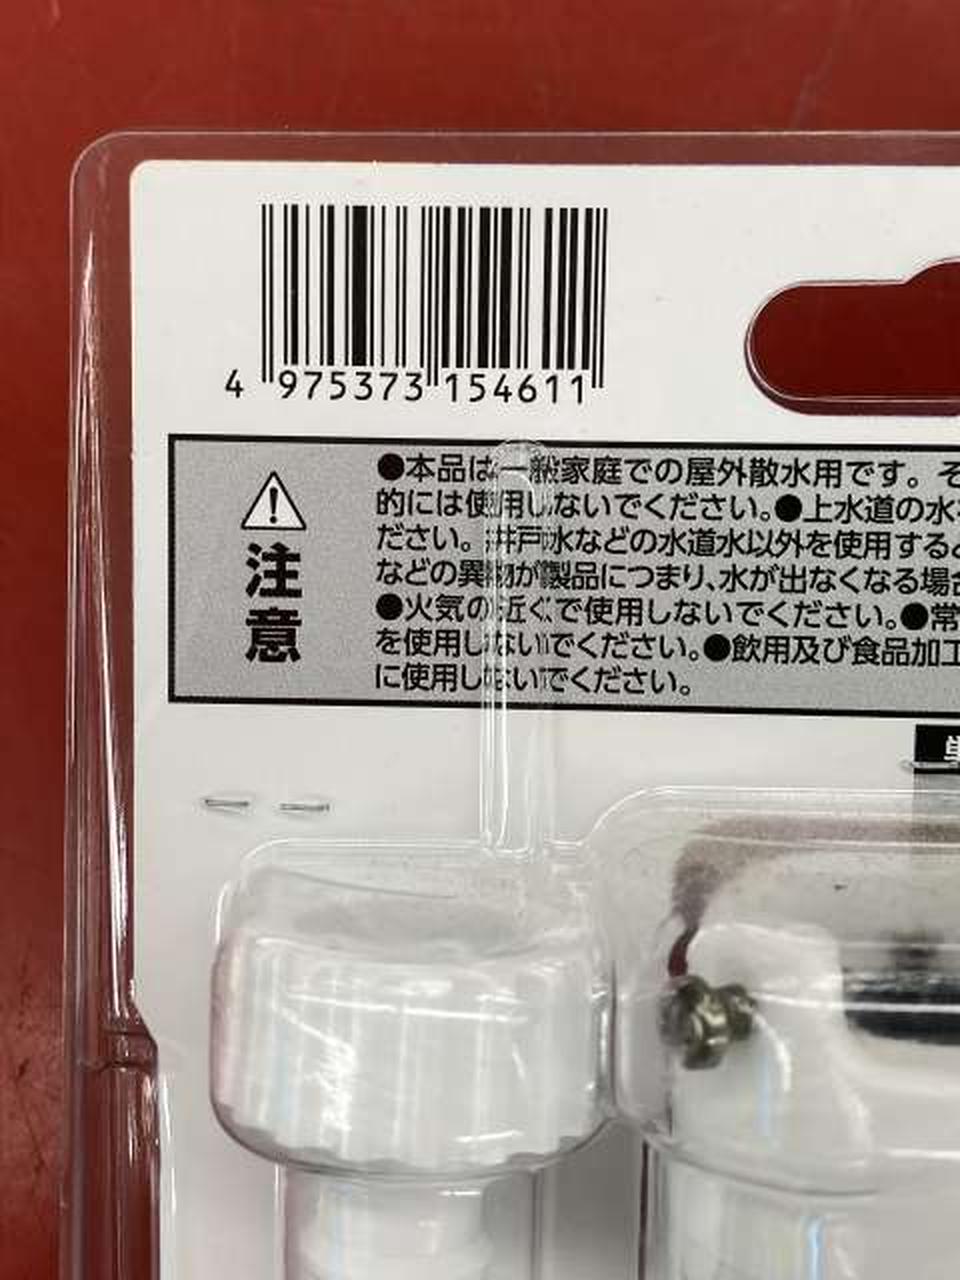 4 975373 154611
注意
●本品は一般家庭での屋外散水用です。そ
的には使用しないでください。●上水道の水
ださい。井戸水などの水道水以外を使用すると
などの異物が製品につまり、水が出なくなる場合
●火気の近くで使用しないでください。●常
を使用しないでください。●飲用及び食品加工
に使用しないでください。